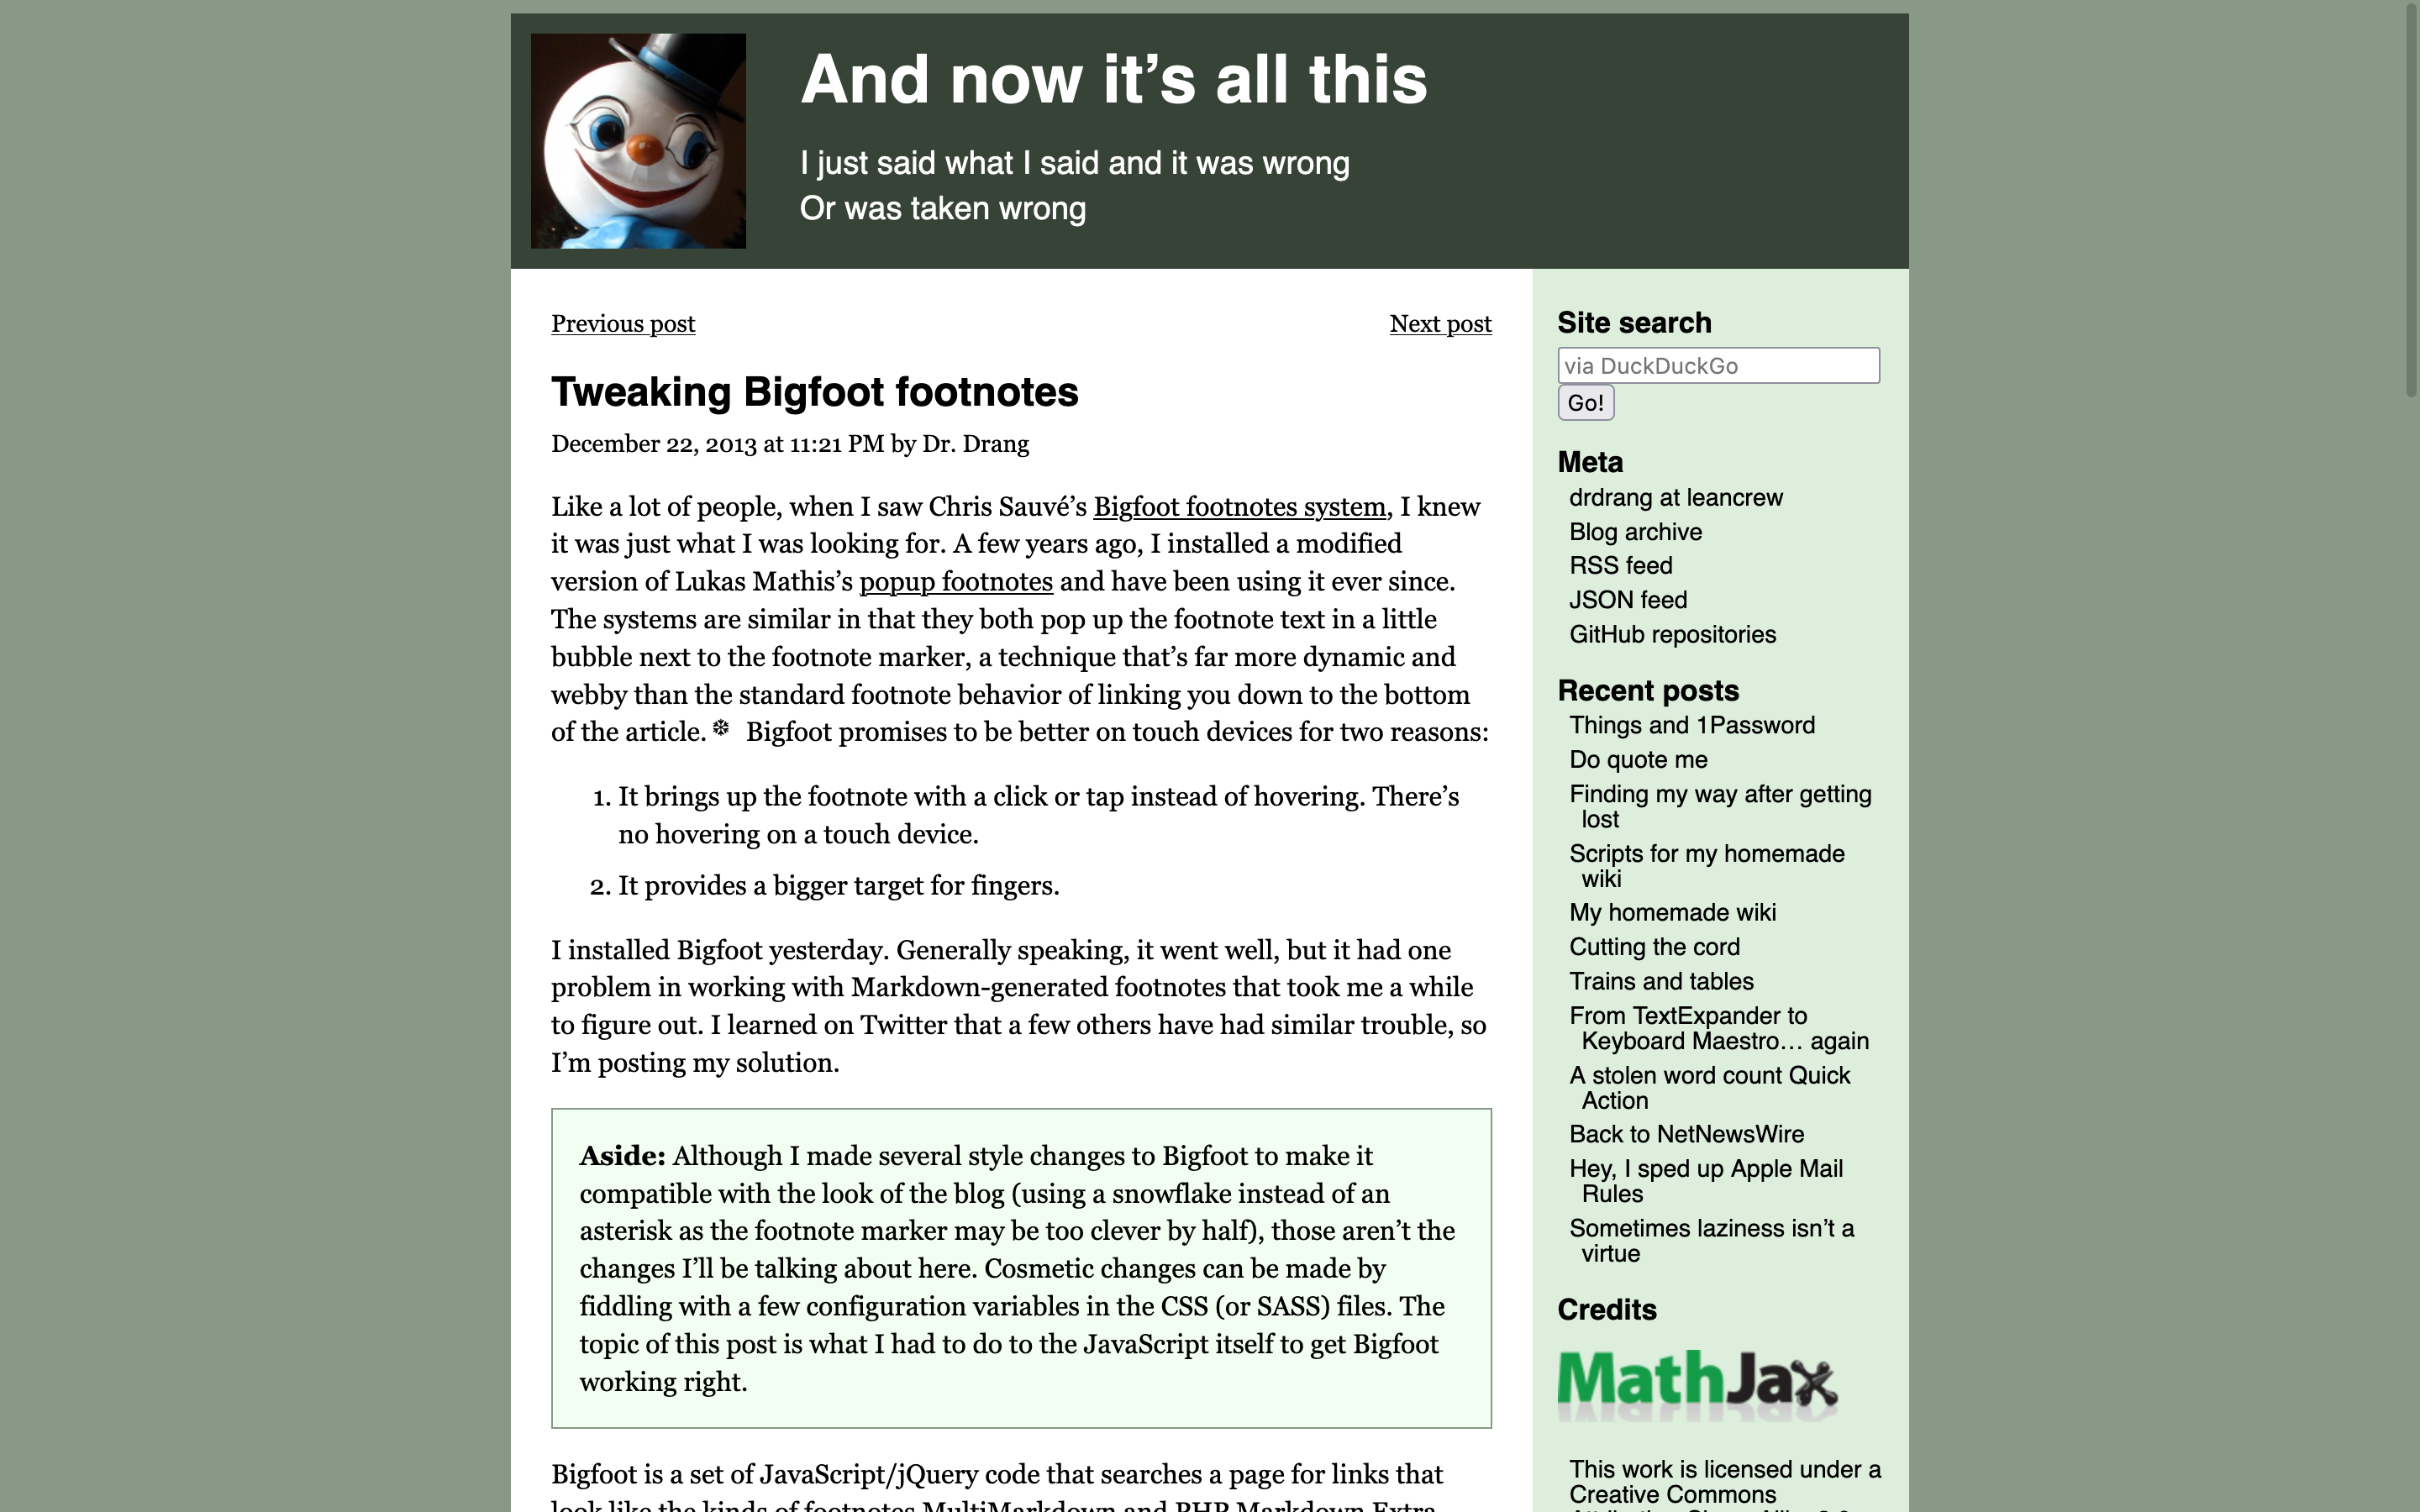 And now it’s all this
I just said what I said and it was wrong
Or was taken wrong
Previous post
Next post
Tweaking Bigfoot footnotes
December 22, 2013 at 11:21 PM by Dr. Drang
Like a lot of people, when I saw Chris Sauvé’s Bigfoot footnotes system, I knew
it was just what I was looking for. A few years ago, I installed a modified
version of Lukas Mathis’s popup footnotes and have been using it ever since.
The systems are similar in that they both pop up the footnote text in a little
bubble next to the footnote marker, a technique that’s far more dynamic and
webby than the standard footnote behavior of linking you down to the bottom
of the article.❄ Bigfoot promises to be better on touch devices for two reasons:
1. It brings up the footnote with a click or tap instead of hovering. There’s
no hovering on a touch device.
2. It provides a bigger target for fingers.
I installed Bigfoot yesterday. Generally speaking, it went well, but it had one
problem in working with Markdown-generated footnotes that took me a while
to figure out. I learned on Twitter that a few others have had similar trouble, so
I’m posting my solution.
Aside: Although I made several style changes to Bigfoot to make it
compatible with the look of the blog (using a snowflake instead of an
asterisk as the footnote marker may be too clever by half), those aren’t the
changes I’ll be talking about here. Cosmetic changes can be made by
fiddling with a few configuration variables in the CSS (or SASS) files. The
topic of this post is what I had to do to the JavaScript itself to get Bigfoot
working right.
Bigfoot is a set of JavaScript/jQuery code that searches a page for links that
look like the kinds of footnotes MultiMarkdown and PHP Markdown Extra
Site search
via DuckDuckGo
Go!
Meta
drdrang at leancrew
Blog archive
RSS feed
JSON feed
GitHub repositories
Recent posts
Things and 1Password
Do quote me
Finding my way after getting
lost
Scripts for my homemade
wiki
My homemade wiki
Cutting the cord
Trains and tables
From TextExpander to
Keyboard Maestro… again
A stolen word count Quick
Action
Back to NetNewsWire
Hey, I sped up Apple Mail
Rules
Sometimes laziness isn’t a
virtue
Credits
MathJax
This work is licensed under a
Creative Commons